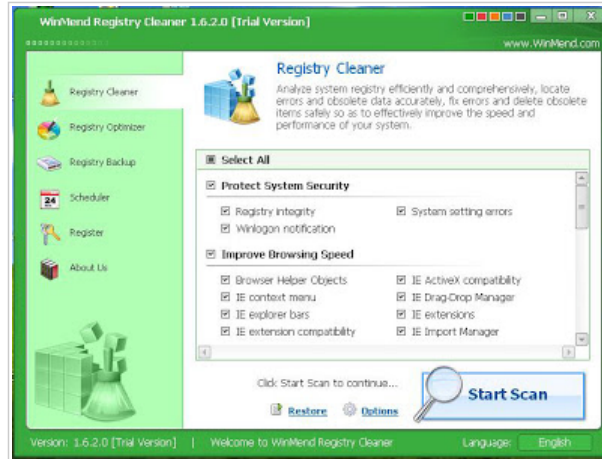 WinMend Registry Cleaner 1.6.2.0 [Trial Version]
www.WinMend.com
Registry Cleaner
Registry Optimizer
Registry Backup
24
Scheduler
Register
About Us
Registry Cleaner
Analyze system registry efficiently and comprehensively, locate
errors and obsolete data accurately, fix errors and delete obsolete
items safely so as to effectively improve the speed and
performance of your system.
Select All
Protect System Security
Registry integrity
System setting errors
Winlogon notification
Improve Browsing Speed
Browser Helper Objects
IE ActiveX compatibility
IE context menu
IE Drag-Drop Manager
IE explorer bars
IE extensions
IE extension compatibility
IE Import Manager
Click Start Scan to continue...
Start Scan
Restore
Options
Version: 1.6.2.0 [Trial Version] | Welcome to WinMend Registry Cleaner
Language: English